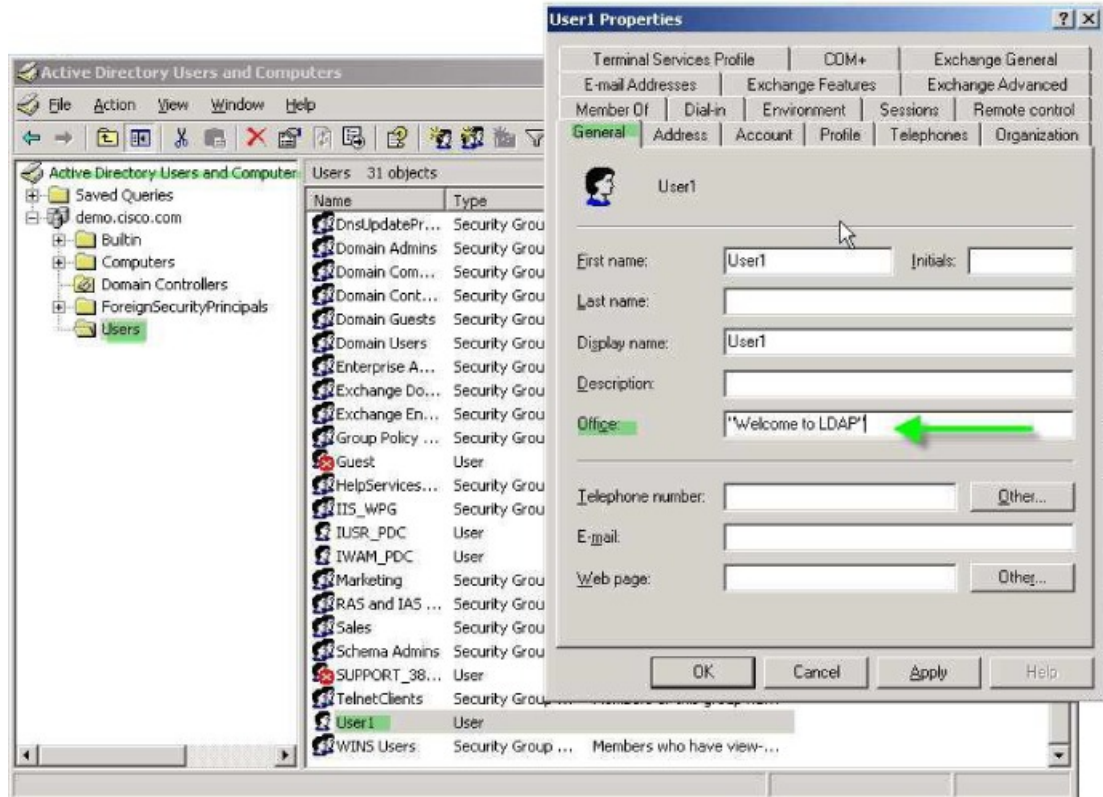 Active Directory Users and Computers
File Action View Window Help
Active Directory Users and Computer
Saved Queries
demo.cisco.com
Builtin
Computers
Domain Controllers
ForeignSecurityPrincipals
Users
Users 31 objects
Name Type
DnsUpdatePr... Security Grou
Domain Admins Security Grou
Domain Com... Security Grou
Domain Cont... Security Grou
Domain Guests Security Grou
Domain Users Security Grou
Enterprise A... Security Grou
Exchange Do... Security Grou
Exchange En... Security Grou
Group Policy ... Security Grou
Guest User
HelpServices... Security Grou
IIS_WPG Security Grou
IUSR_PDC User
IWAM_PDC User
Marketing Security Grou
RAS and IAS ... Security Grou
Sales Security Grou
Schema Admins Security Grou
SUPPORT_38... User
TelnetClients Security Group ...
User1 User
WINS Users Security Group ... Members who have view-...
User1 Properties
Terminal Services Profile COM+ Exchange General
E-mail Addresses Exchange Features Exchange Advanced
Member Of Dial-in Environment Sessions Remote control
General Address Account Profile Telephones Organization
User1
First name: User1 Initials:
Last name:
Display name: User1
Description:
Office: "Welcome to LDAP"
Telephone number: Other...
E-mail:
Web page: Other...
OK Cancel Apply Help